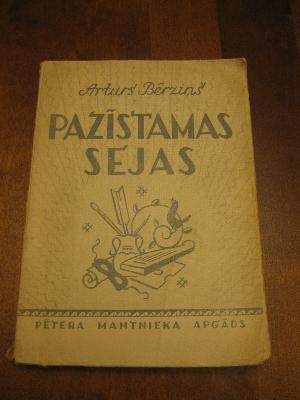 Arturs Bērziņš
PAZĪSTAMAS
SEJAS
PĒTERA MANTNIEKA APGĀDS